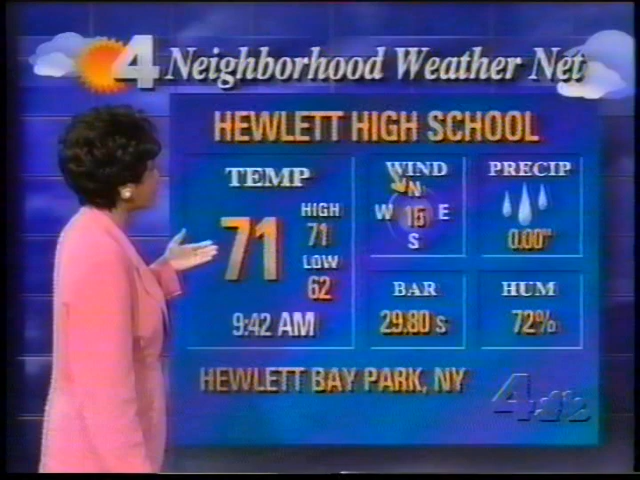 4 Neighborhood Weather Net
HEWLETT HIGH SCHOOL
TEMP
71
HIGH
71
LOW
62
9:42 AM
WIND
N
W 15 E
S
PRECIP
0.00"
BAR
29.80 S
HUM
72%
HEWLETT BAY PARK, NY
4